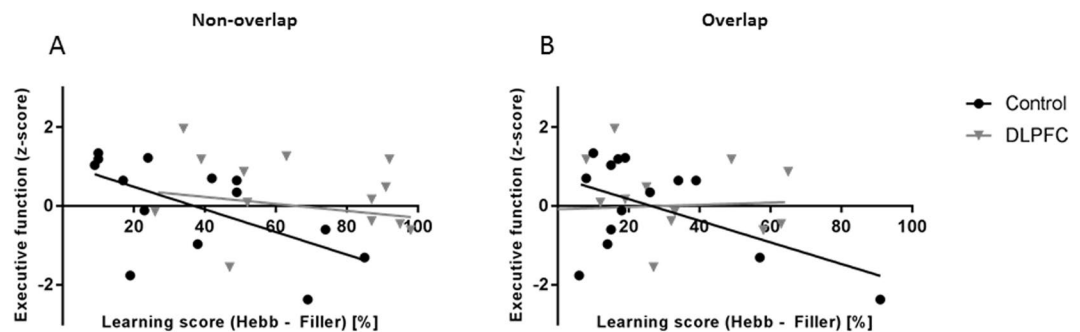 Non-overlap
Overlap
A
B
Executive function (z-score)
2
0
-2
20
40
60
80
100
Learning score (Hebb - Filler) [%]
Executive function (z-score)
2
0
-2
20
40
60
80
100
Learning score (Hebb - Filler) [%]
Control
DLPFC